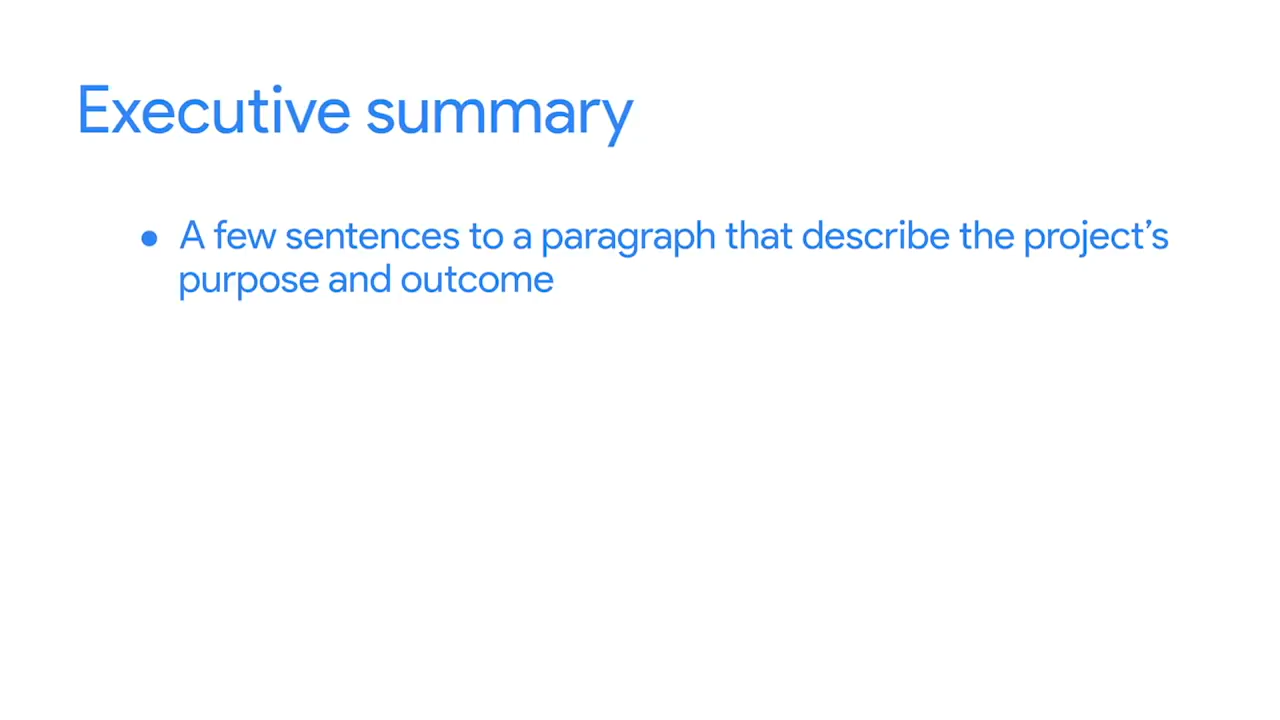 Executive summary
● A few sentences to a paragraph that describe the project’s
purpose and outcome